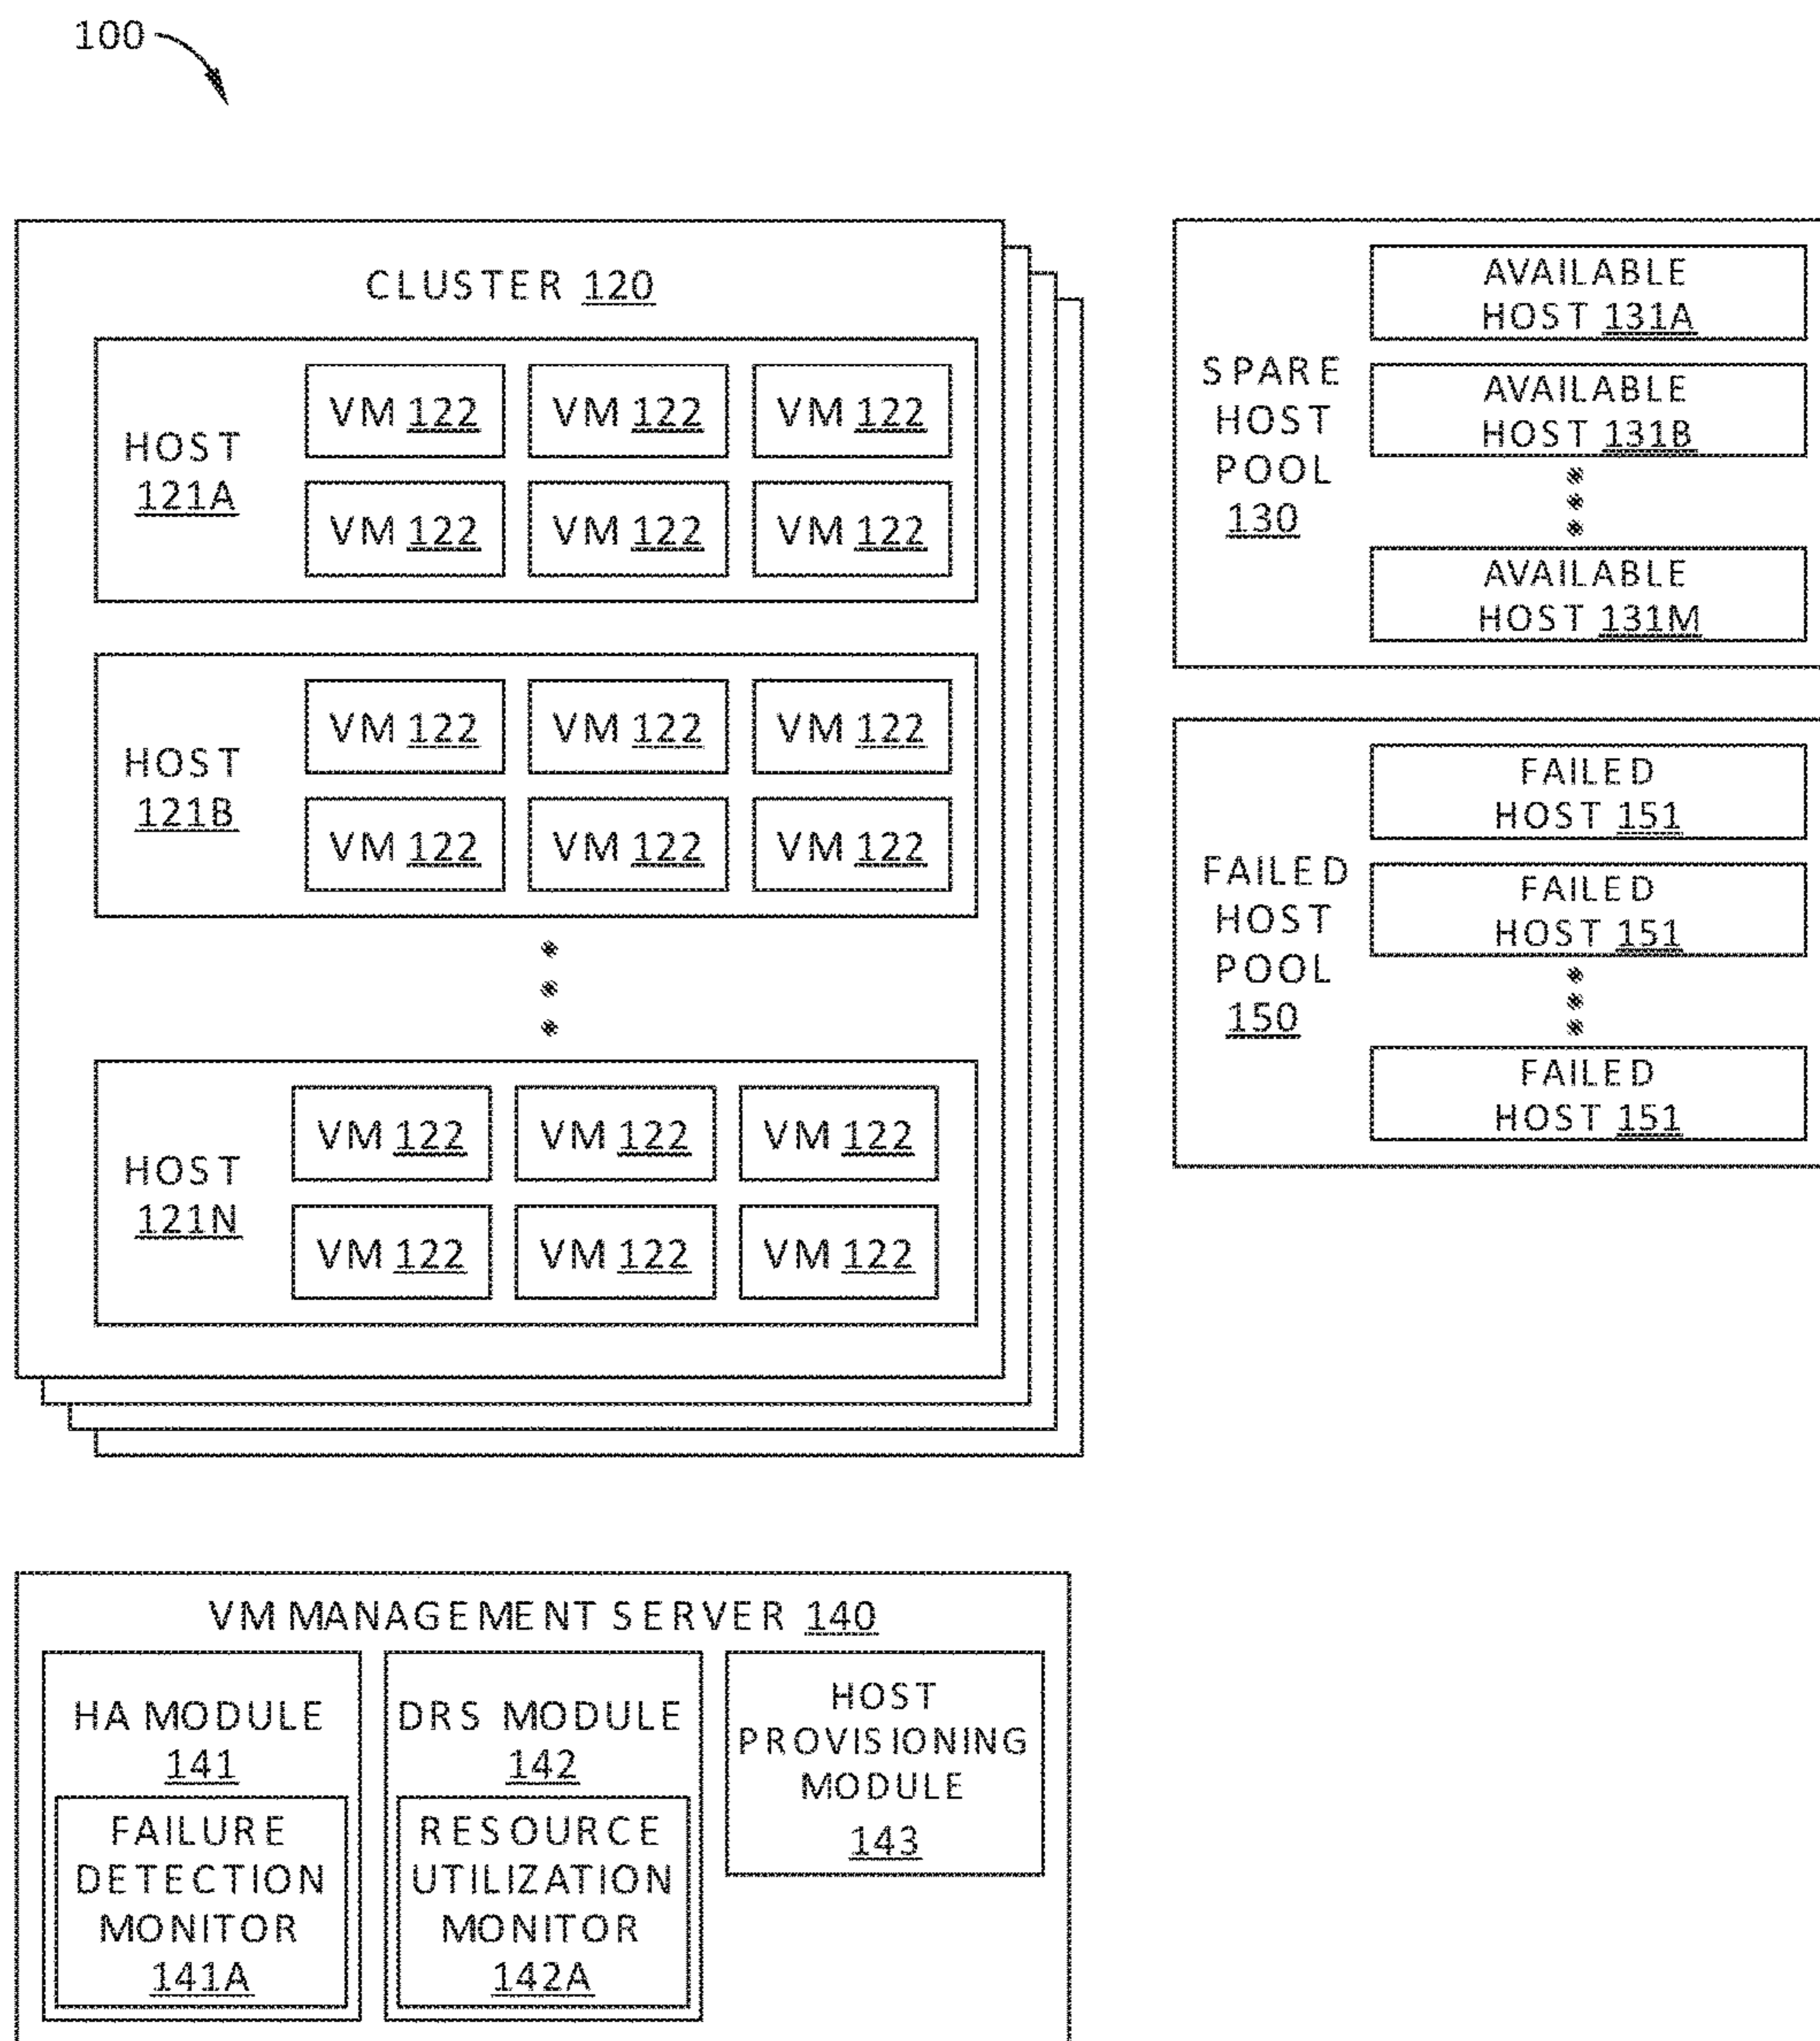 100
CLUSTER 120
HOST
121A
VM 122 VM 122 VM 122
VM 122 VM 122 VM 122
HOST
121B
VM 122 VM 122 VM 122
VM 122 VM 122 VM 122
HOST
121N
VM 122 VM 122 VM 122
VM 122 VM 122 VM 122
SPARE
HOST
POOL
130
AVAILABLE
HOST 131A
AVAILABLE
HOST 131B
AVAILABLE
HOST 131M
FAILED
HOST
POOL
150
FAILED
HOST 151
FAILED
HOST 151
FAILED
HOST 151
VM MANAGEMENT SERVER 140
HA MODULE
141
FAILURE
DETECTION
MONITOR
141A
DRS MODULE
142
RESOURCE
UTILIZATION
MONITOR
142A
HOST
PROVISIONING
MODULE
143